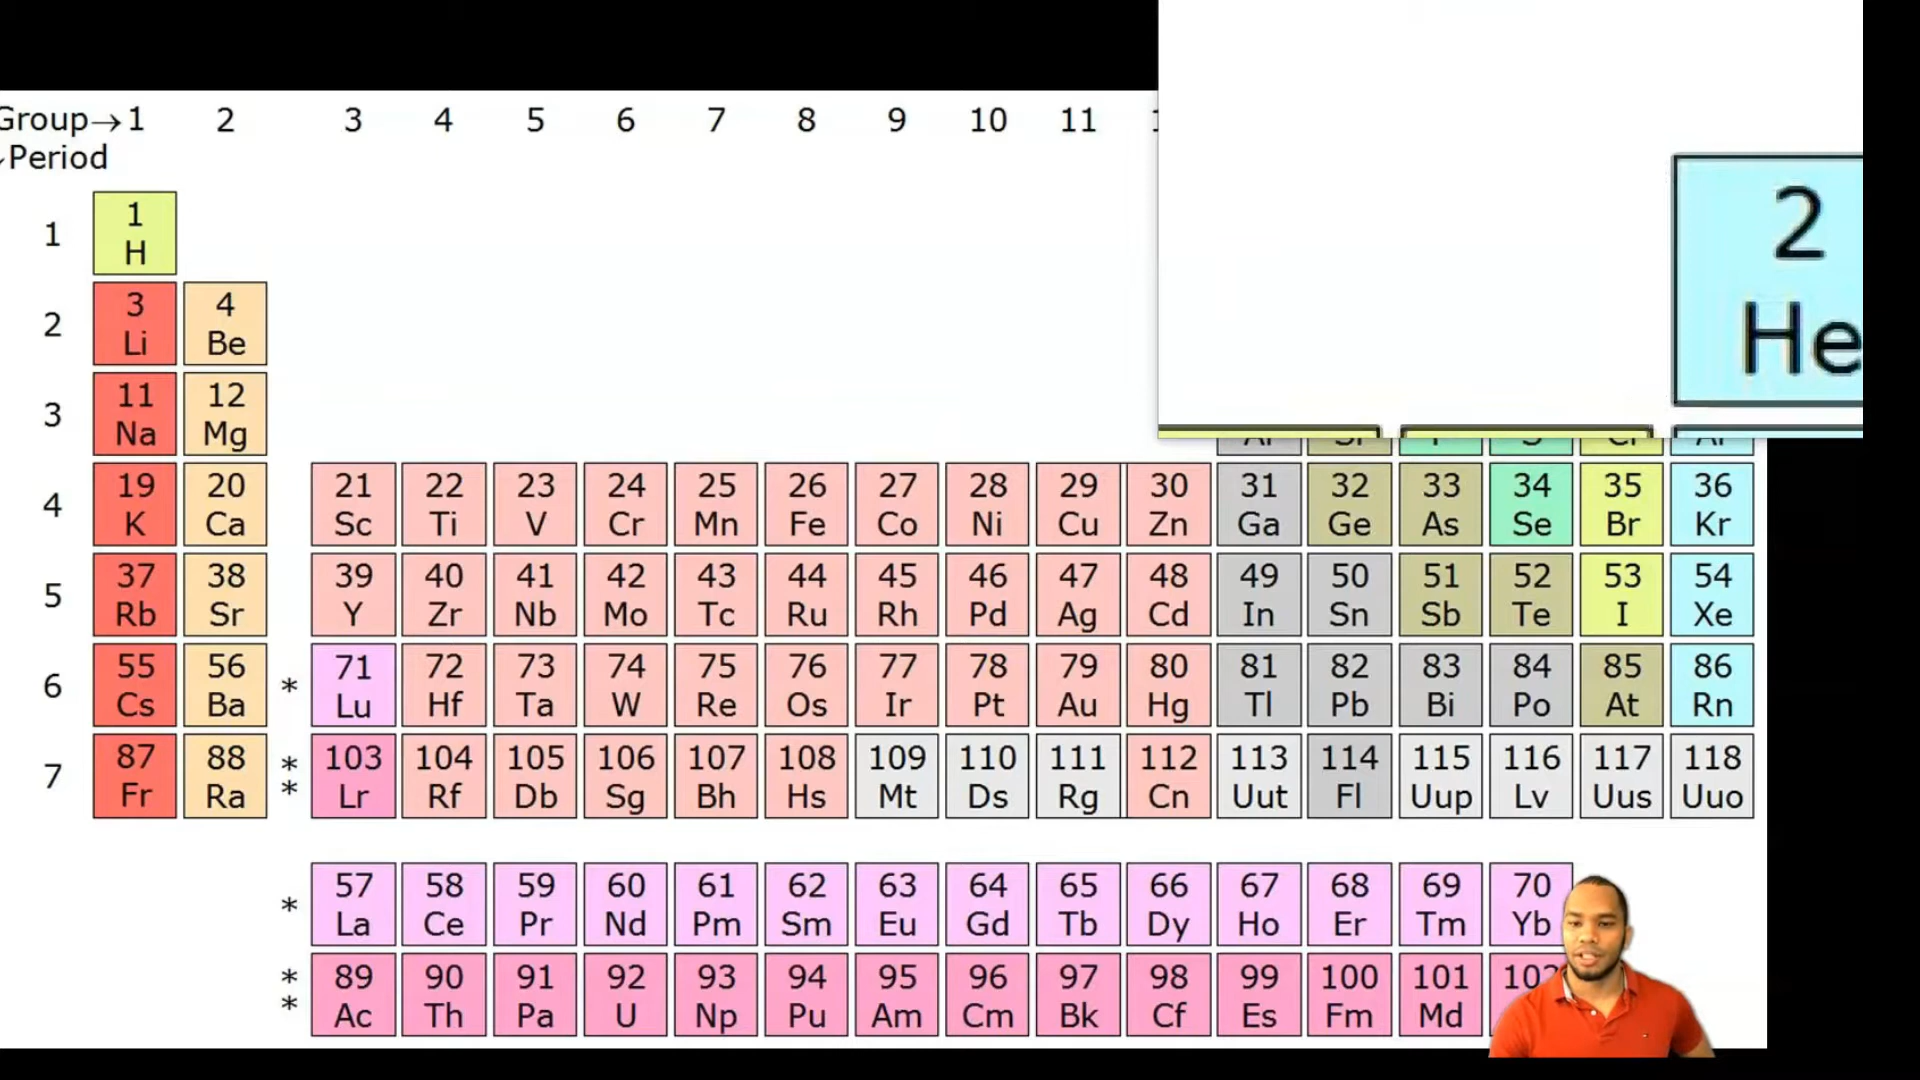 Group→1 2 3 4 5 6 7 8 9 10 11
Period
2
He
1
1
H
2
3 4
Li Be
3
11 12
Na Mg
4
19 20 21 22 23 24 25 26 27 28 29 30 31 32 33 34 35 36
K Ca Sc Ti V Cr Mn Fe Co Ni Cu Zn Ga Ge As Se Br Kr
5
37 38 39 40 41 42 43 44 45 46 47 48 49 50 51 52 53 54
Rb Sr Y Zr Nb Mo Tc Ru Rh Pd Ag Cd In Sn Sb Te I Xe
6
55 56 * 71 72 73 74 75 76 77 78 79 80 81 82 83 84 85 86
Cs Ba Lu Hf Ta W Re Os Ir Pt Au Hg Tl Pb Bi Po At Rn
7
87 88 * 103 104 105 106 107 108 109 110 111 112 113 114 115 116 117 118
Fr Ra * Lr Rf Db Sg Bh Hs Mt Ds Rg Cn Uut Fl Uup Lv Uus Uuo
* 57 58 59 60 61 62 63 64 65 66 67 68 69 70
La Ce Pr Nd Pm Sm Eu Gd Tb Dy Ho Er Tm Yb
* 89 90 91 92 93 94 95 96 97 98 99 100 101
* Ac Th Pa U Np Pu Am Cm Bk Cf Es Fm Md